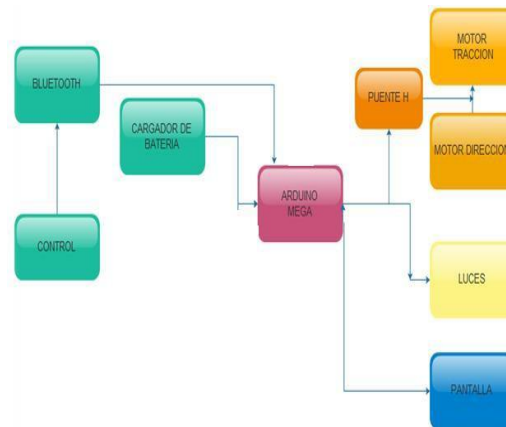 MOTOR
TRACCION
BLUETOOTH
PUENTE H
CARGADOR DE
BATERIA
MOTOR DIRECCION
ARDUINO
MEGA
CONTROL
LUCES
PANTALLA